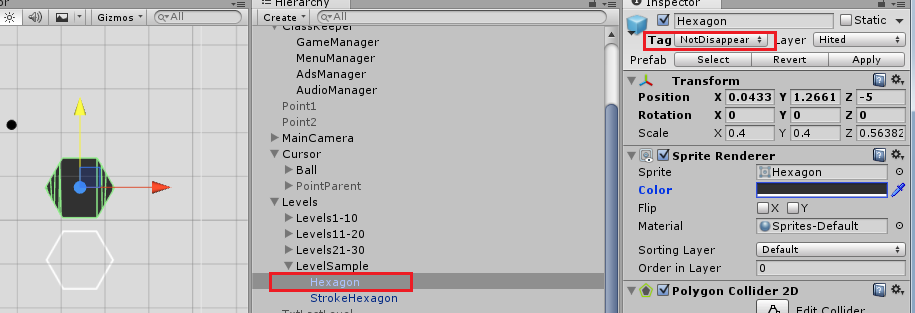 Gizmos
All
Hierarchy
Create
All
ClassKeeper
GameManager
MenuManager
AdsManager
AudioManager
Point1
Point2
MainCamera
Cursor
Ball
PointParent
Levels
Levels1-10
Levels11-20
Levels21-30
LevelSample
Hexagon
StrokeHexagon
TxtLastLevel
Inspector
Hexagon Static
Tag NotDisappear Layer Hited
Prefab Select Revert Apply
Transform
Position X 0.0433 Y 1.2661 Z -5
Rotation X 0 Y 0 Z 0
Scale X 0.4 Y 0.4 Z 0.56382
Sprite Renderer
Sprite Hexagon
Color
Flip X Y
Material Sprites-Default
Sorting Layer Default
Order in Layer 0
Polygon Collider 2D
Edit Collider